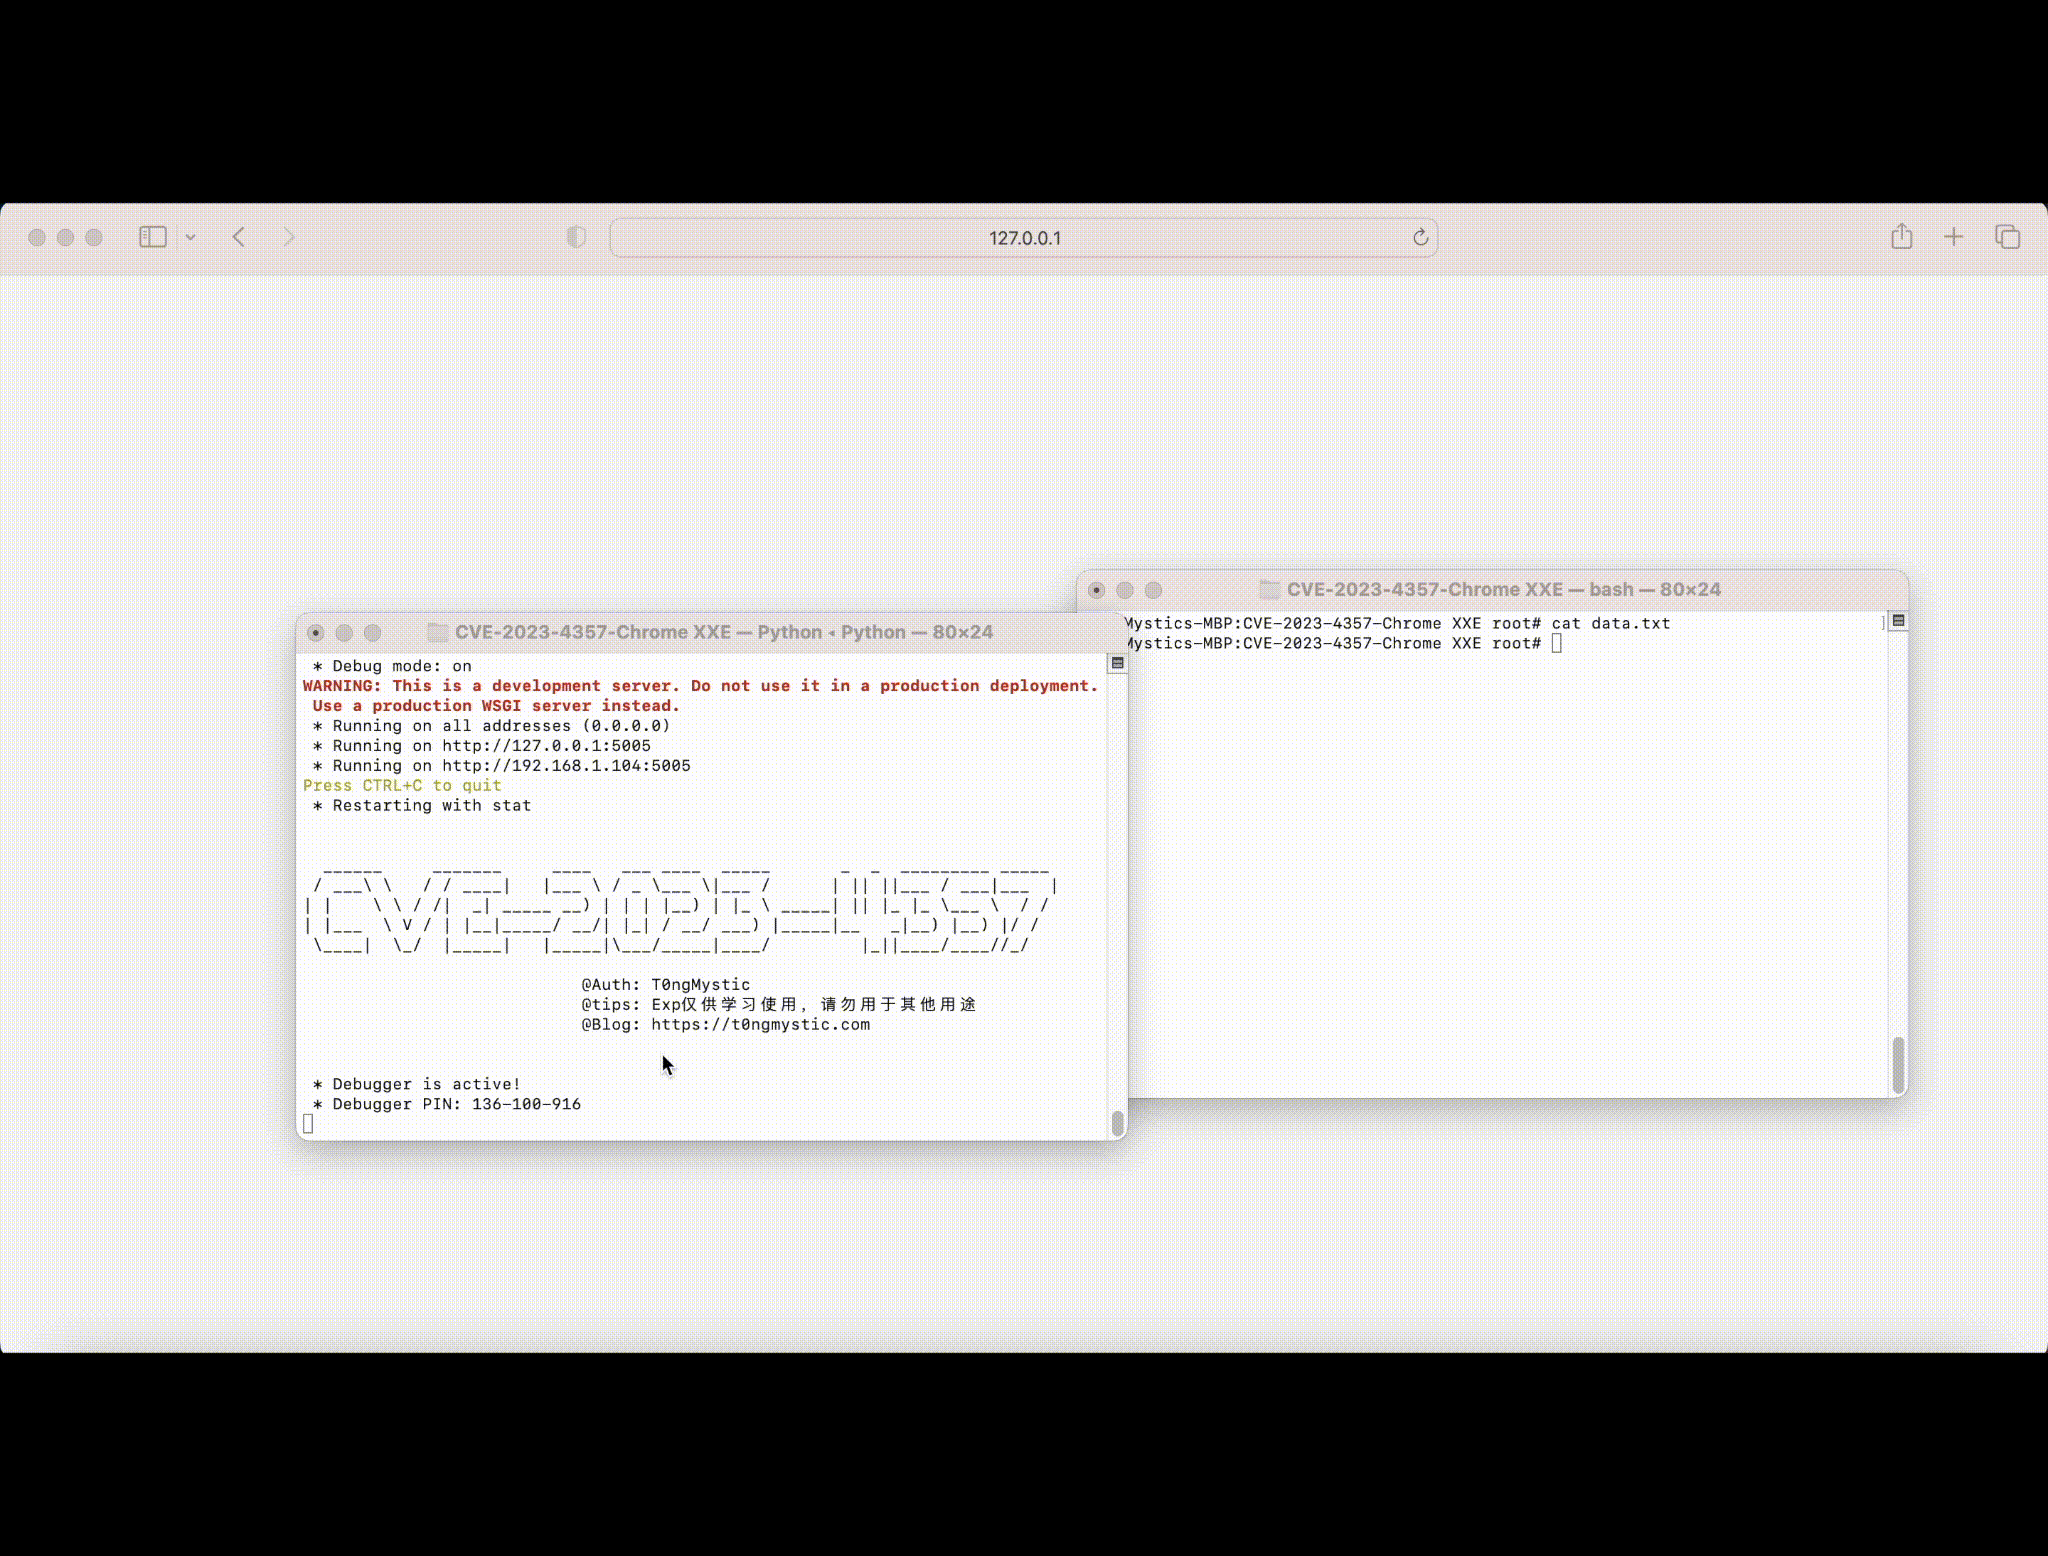 127.0.0.1
CVE-2023-4357-Chrome XXE — bash — 80×24
Mystics-MBP:CVE-2023-4357-Chrome XXE root# cat data.txt
Mystics-MBP:CVE-2023-4357-Chrome XXE root#
CVE-2023-4357-Chrome XXE — Python ◂ Python — 80×24
* Debug mode: on
WARNING: This is a development server. Do not use it in a production deployment.
Use a production WSGI server instead.
* Running on all addresses (0.0.0.0)
* Running on http://127.0.0.1:5005
* Running on http://192.168.1.104:5005
Press CTRL+C to quit
* Restarting with stat
CVE-2023-4357
@Auth: T0ngMystic
@tips: Exp仅供学习使用，请勿用于其他用途
@Blog: https://t0ngmystic.com
* Debugger is active!
* Debugger PIN: 136-100-916